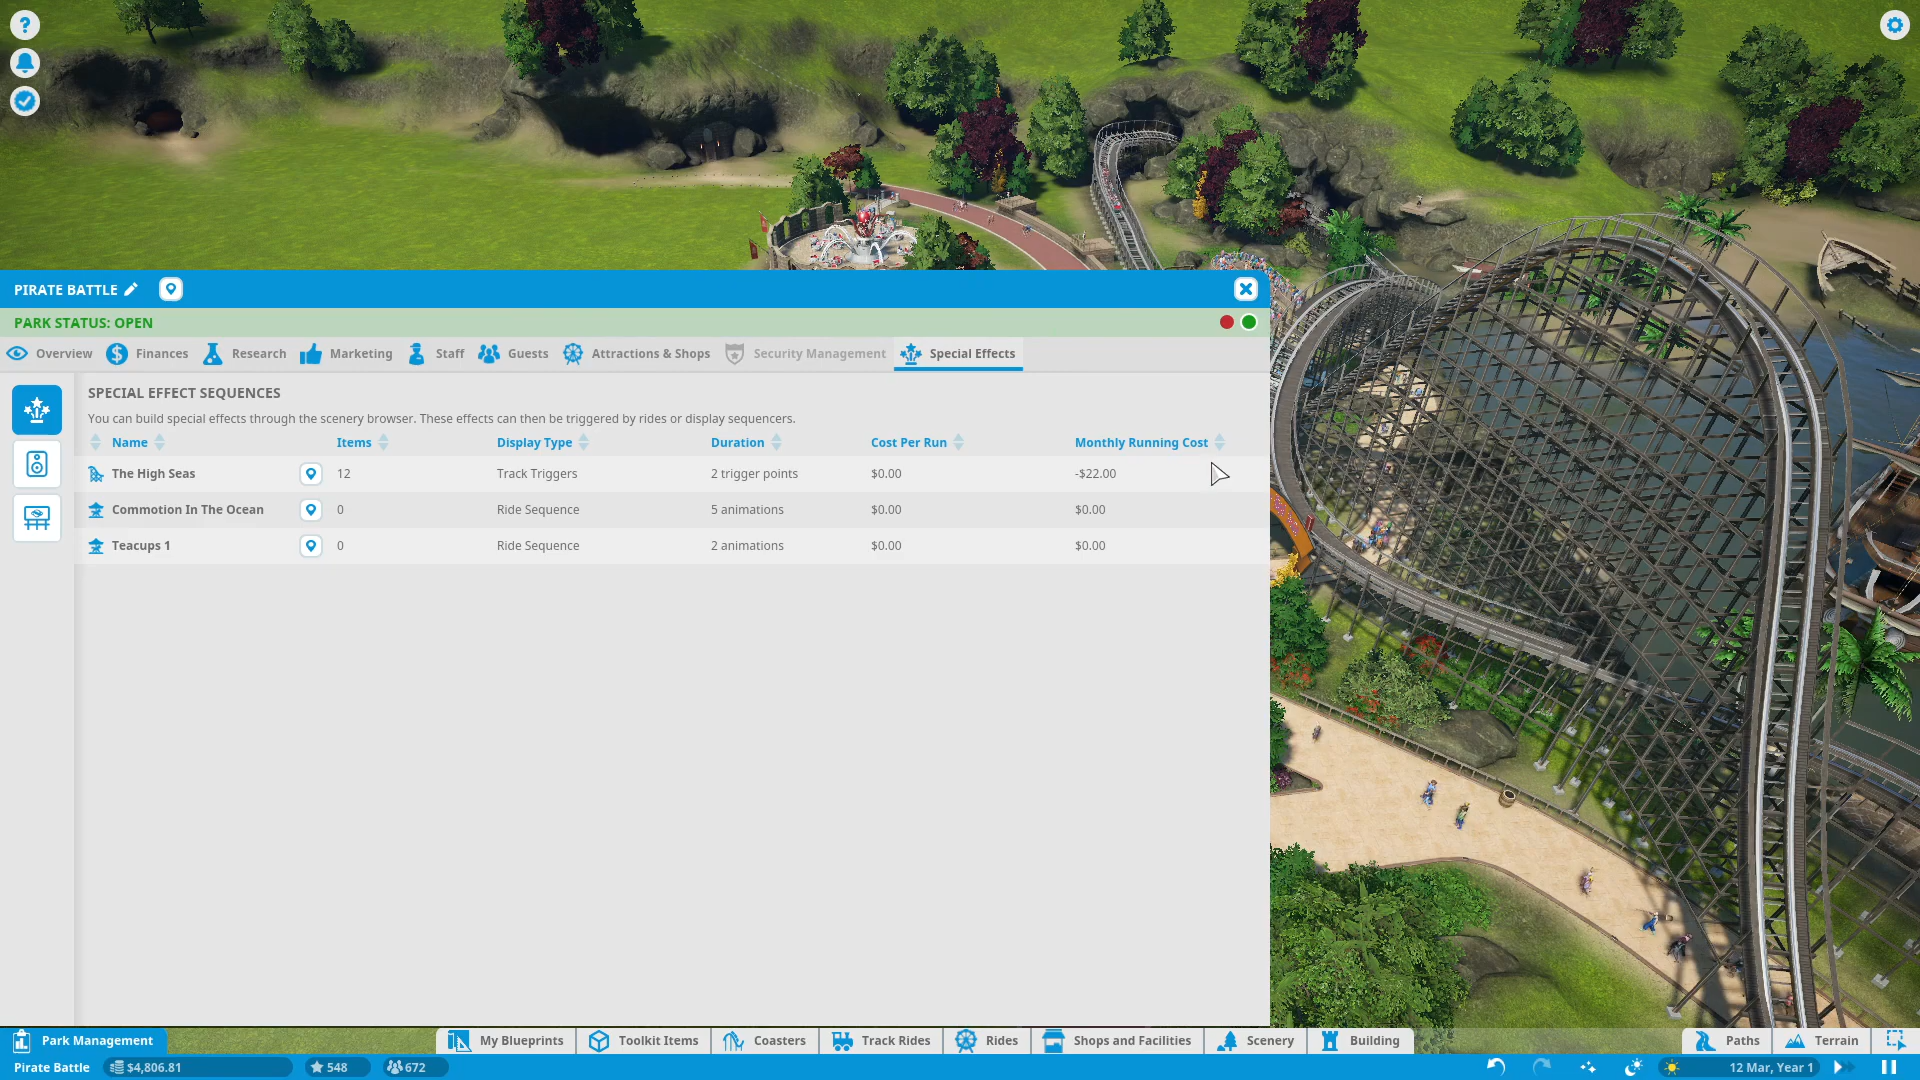 PIRATE BATTLE
PARK STATUS: OPEN
Overview Finances Research Marketing Staff Guests Attractions & Shops Security Management Special Effects
SPECIAL EFFECT SEQUENCES
You can build special effects through the scenery browser. These effects can then be triggered by rides or display sequencers.
Name Items Display Type Duration Cost Per Run Monthly Running Cost
The High Seas 12 Track Triggers 2 trigger points $0.00 -$22.00
Commotion In The Ocean 0 Ride Sequence 5 animations $0.00 $0.00
Teacups 1 0 Ride Sequence 2 animations $0.00 $0.00
Park Management My Blueprints Toolkit Items Coasters Track Rides Rides Shops and Facilities Scenery Building Paths Terrain
Pirate Battle $4,806.81 548 672 12 Mar, Year 1